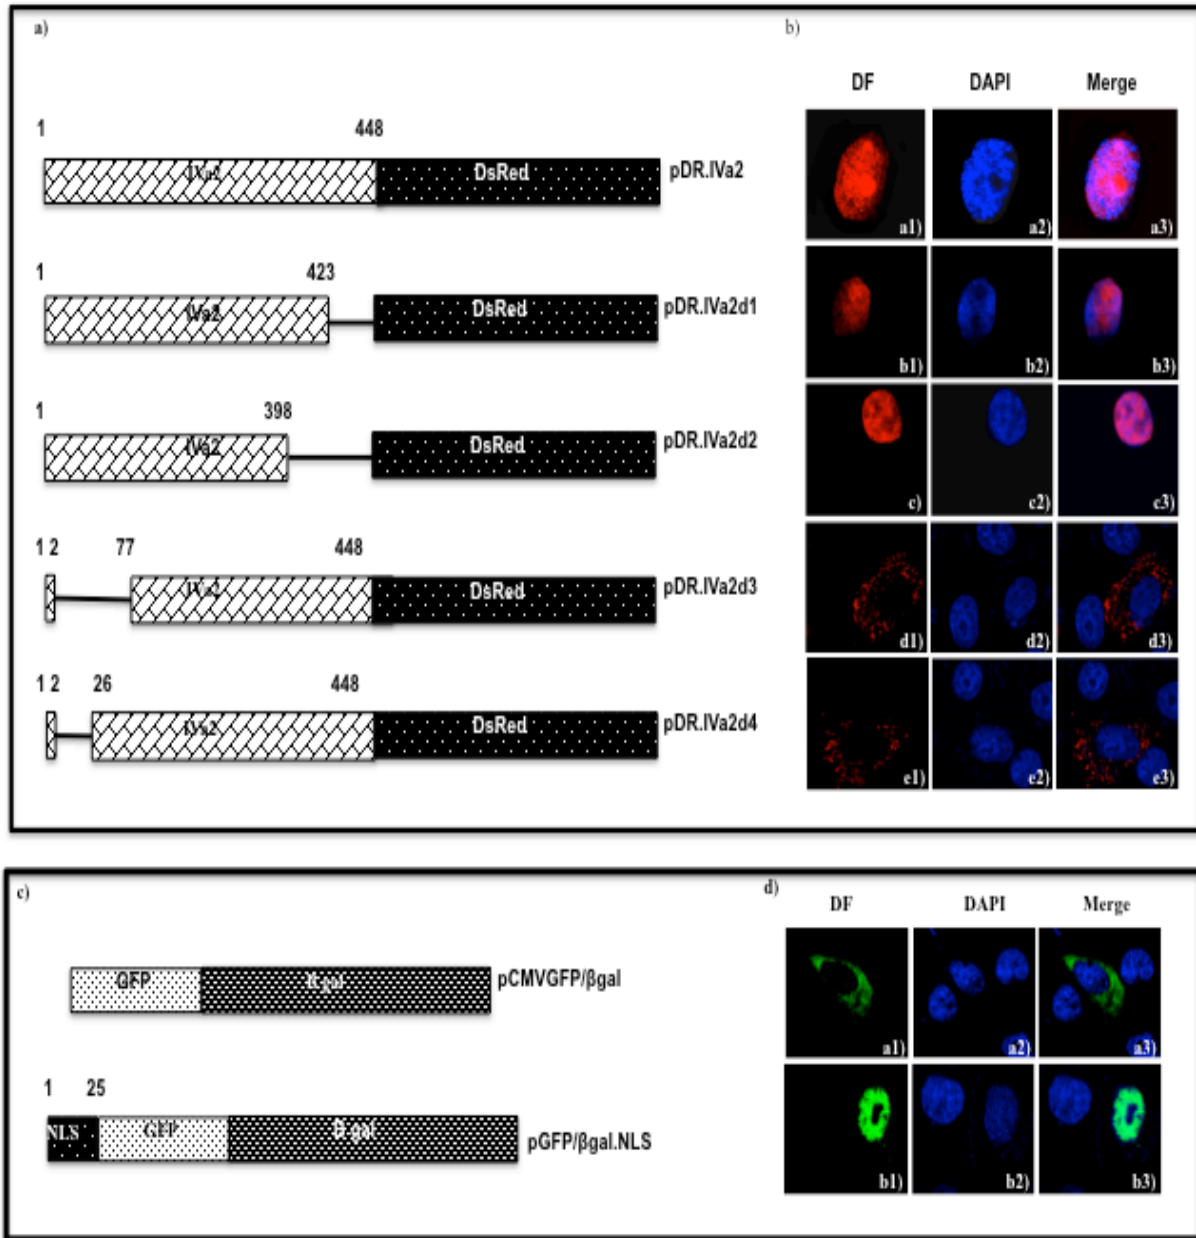 a)
1 448
IVa2 DsRed pDR.IVa2
1 423
IVa2 DsRed pDR.IVa2d1
1 398
IVa2 DsRed pDR.IVa2d2
1 2 77 448
IVa2 DsRed pDR.IVa2d3
1 2 26 448
IVa2 DsRed pDR.IVa2d4
b)
DF DAPI Merge
a1) a2) a3)
b1) b2) b3)
c) c2) c3)
d1) d2) d3)
e1) e2) e3)
c)
GFP B gal pCMVGFP/βgal
1 25
NLS GFP B gal pGFP/βgal.NLS
d)
DF DAPI Merge
a1) a2) a3)
b1) b2) b3)